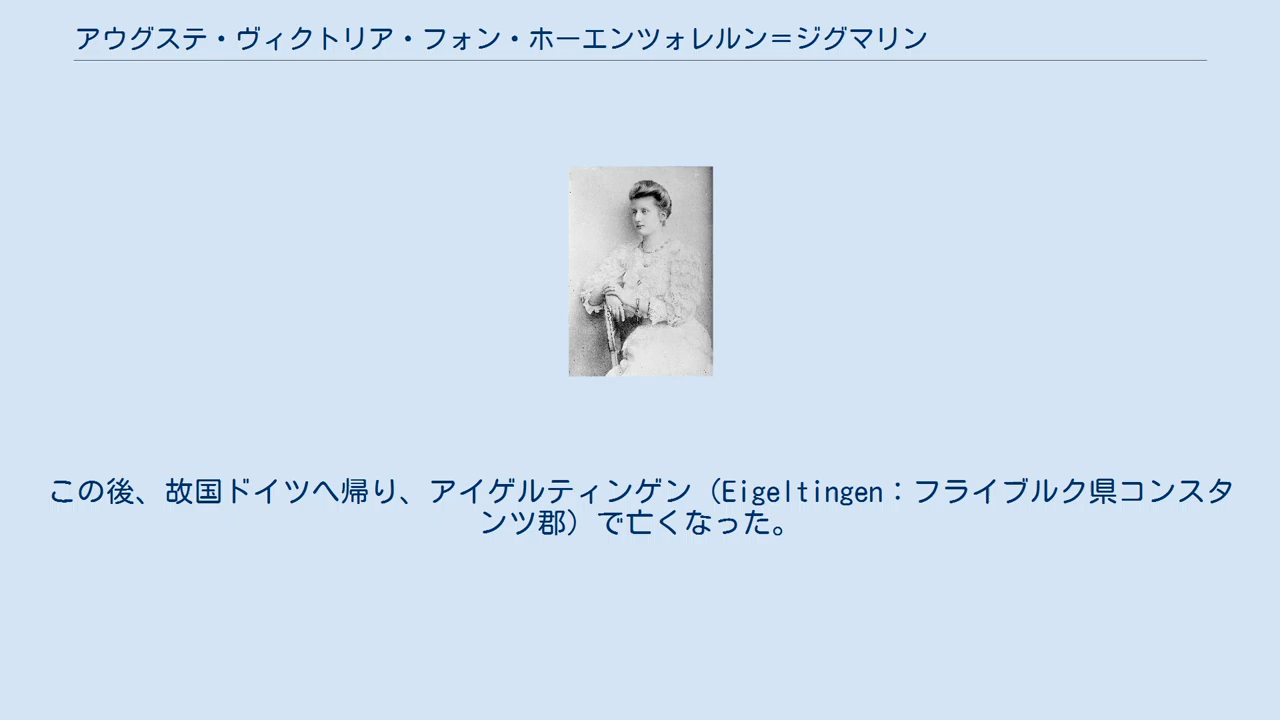 アウグステ・ヴィクトリア・フォン・ホーエンツォレルン＝ジグマリン
この後、故国ドイツへ帰り、アイゲルティンゲン（Eigeltingen：フライブルク県コンスタ
ンツ郡）で亡くなった。